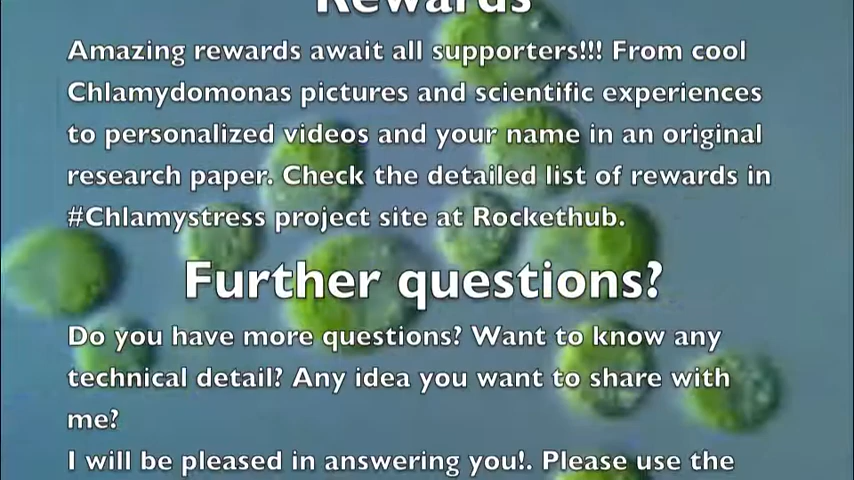 Rewards
Amazing rewards await all supporters!!! From cool
Chlamydomonas pictures and scientific experiences
to personalized videos and your name in an original
research paper. Check the detailed list of rewards in
#Chlamystress project site at Rockethub.
Further questions?
Do you have more questions? Want to know any
technical detail? Any idea you want to share with
me?
I will be pleased in answering you!. Please use the